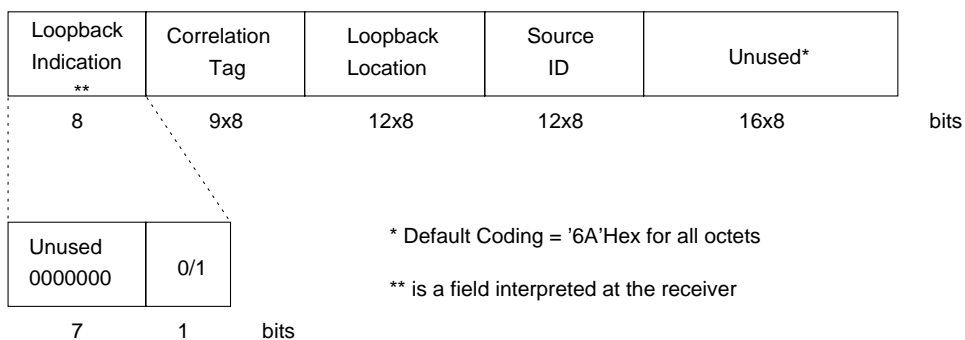 Loopback
Indication
**
Correlation
Tag
Loopback
Location
Source
ID
Unused*
8 9x8 12x8 12x8 16x8 bits
Unused
0000000
0/1
7 1 bits
* Default Coding = '6A'Hex for all octets
** is a field interpreted at the receiver